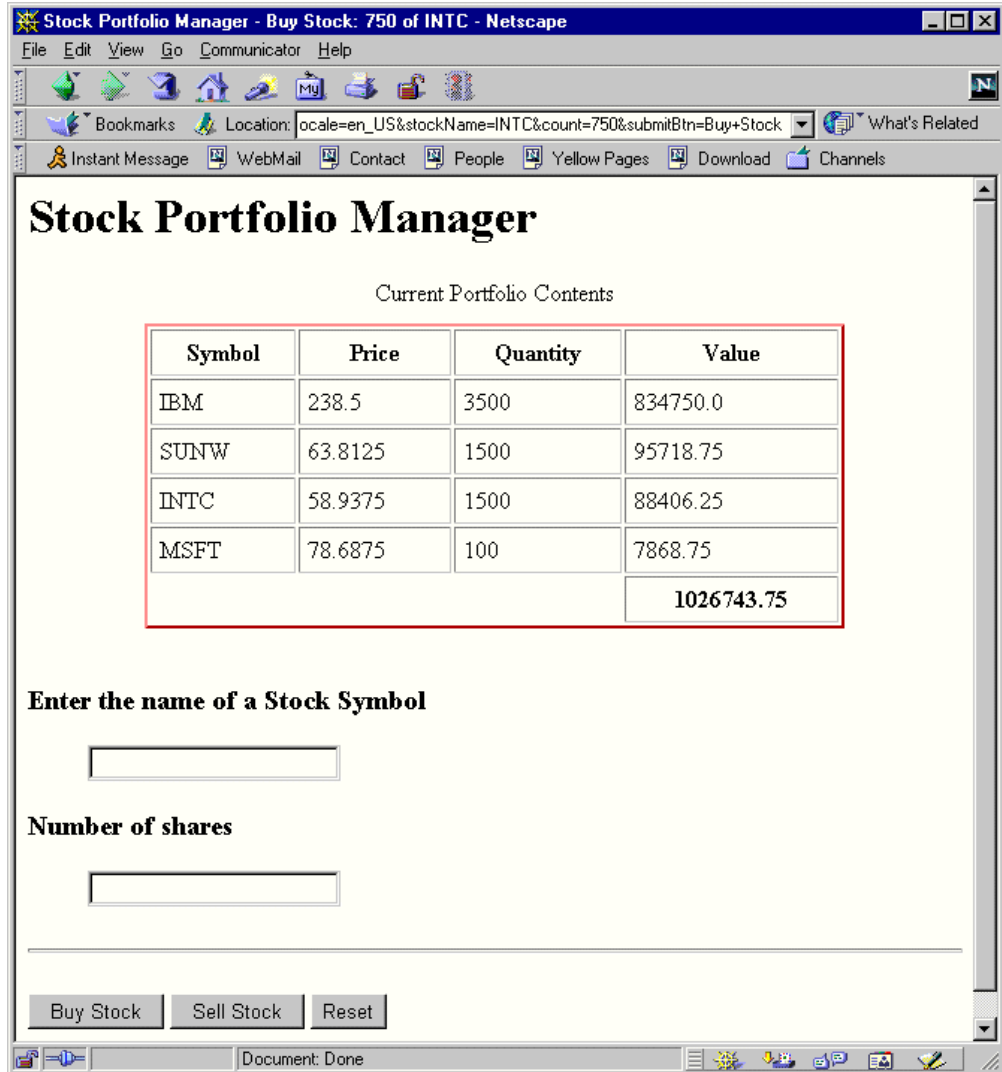 Stock Portfolio Manager - Buy Stock: 750 of INTC - Netscape
File Edit View Go Communicator Help
My
N
Bookmarks Location: ocale=en_US&stockName=INTC&count=750&submitBtn=Buy+Stock What's Related
Instant Message WebMail Contact People Yellow Pages Download Channels
Stock Portfolio Manager
Current Portfolio Contents
Symbol Price Quantity Value
IBM 238.5 3500 834750.0
SUNW 63.8125 1500 95718.75
INTC 58.9375 1500 88406.25
MSFT 78.6875 100 7868.75
1026743.75
Enter the name of a Stock Symbol
Number of shares
Buy Stock Sell Stock Reset
Document: Done